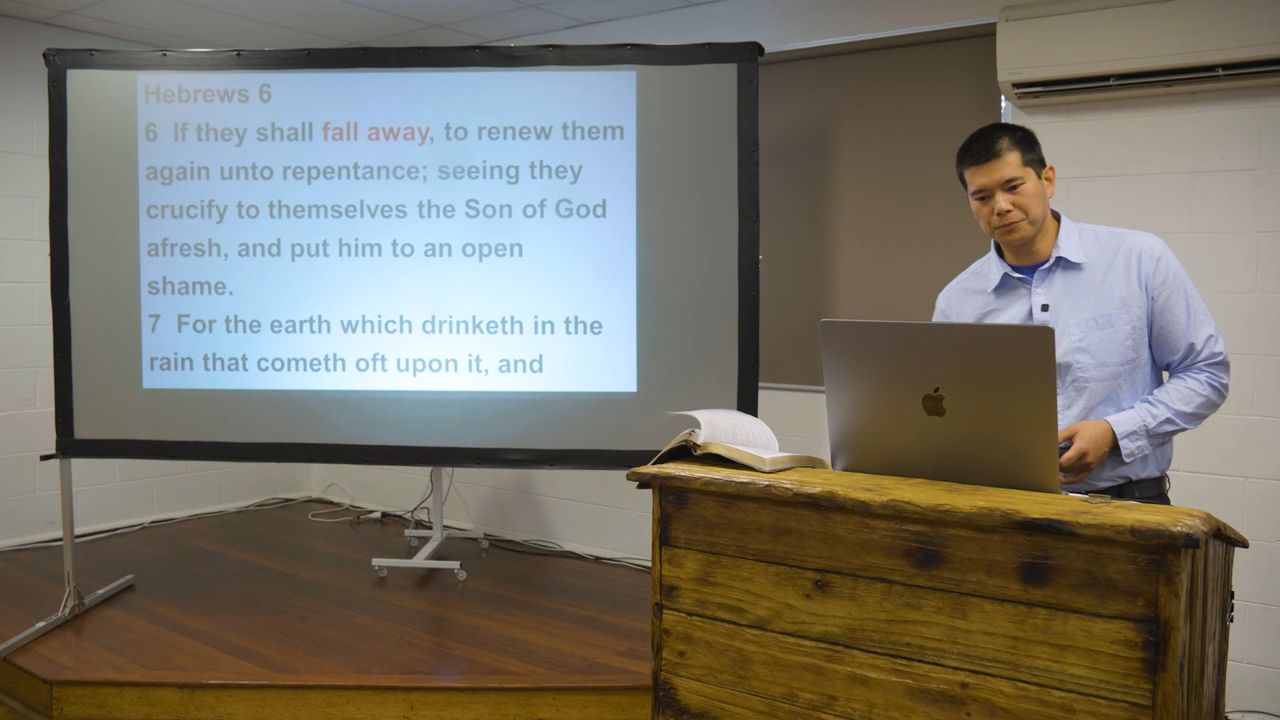 Hebrews 6
6 If they shall fall away, to renew them
again unto repentance; seeing they
crucify to themselves the Son of God
afresh, and put him to an open
shame.
7 For the earth which drinketh in the
rain that cometh oft upon it, and